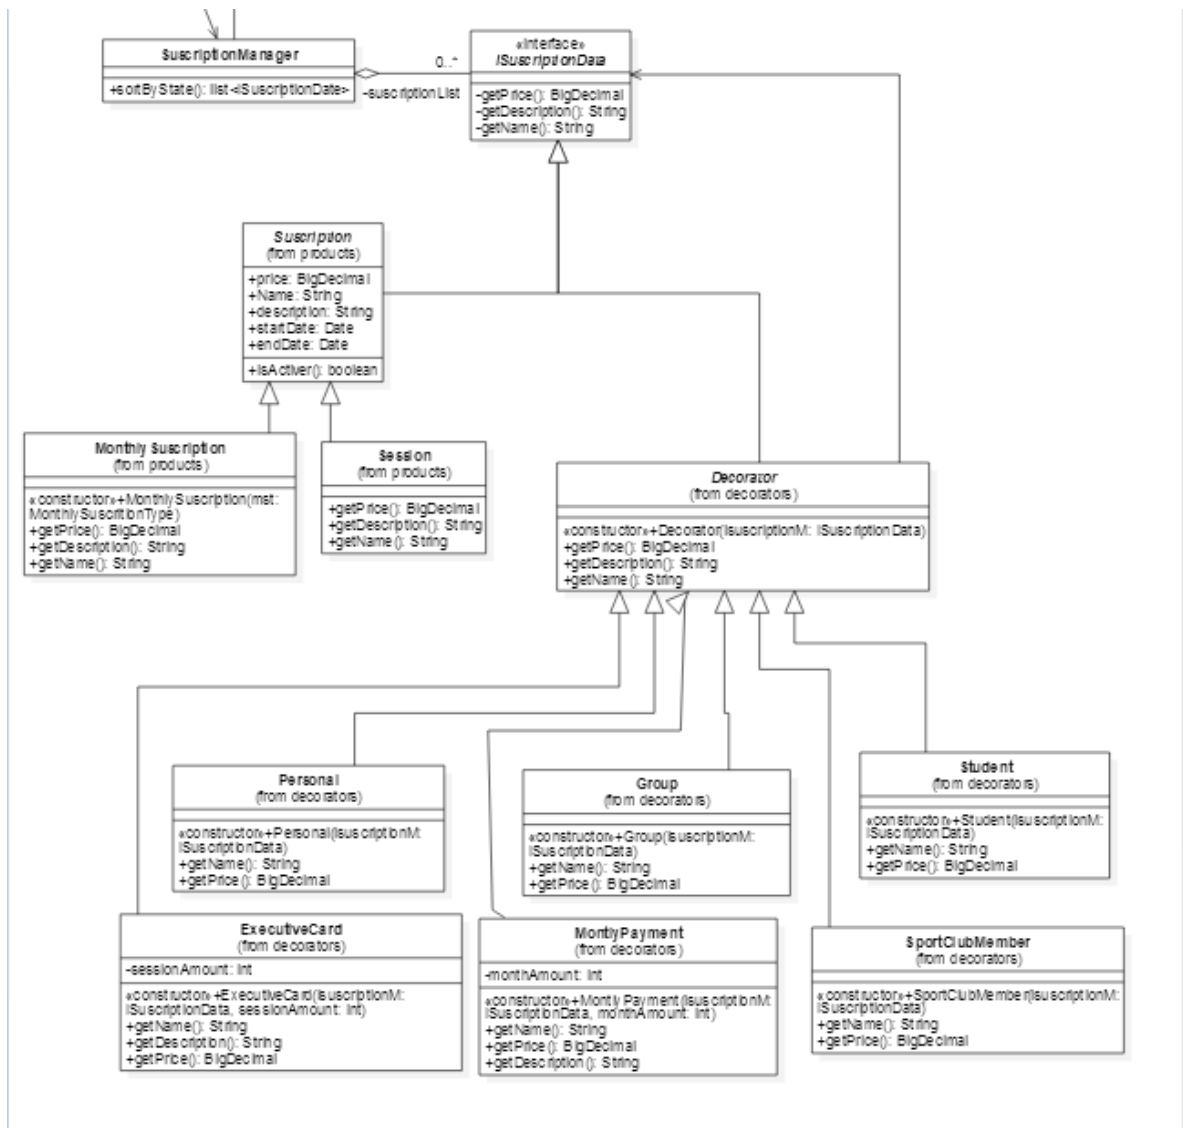 SuscriptionManager
+sortByState(): list<ISuscriptionDate>
0..*
-suscriptionList
«interface»
ISuscriptionData
-getPrice(): BigDecimal
-getDescription(): String
-getName(): String
Suscription
(from products)
+price: BigDecimal
+Name: String
+description: String
+startDate: Date
+endDate: Date
+isActiver(): boolean
Monthly Suscription
(from products)
«constructor»+MonthlySuscription(mst:
MonthlySuscritionType)
+getPrice(): BigDecimal
+getDescription(): String
+getName(): String
Session
(from products)
+getPrice(): BigDecimal
+getDescription(): String
+getName(): String
Decorator
(from decorators)
«constructor»+Decorator(isuscriptionM: ISuscriptionData)
+getPrice(): BigDecimal
+getDescription(): String
+getName(): String
Personal
(from decorators)
«constructor»+Personal(isuscriptionM:
ISuscriptionData)
+getName(): String
+getPrice(): BigDecimal
Group
(from decorators)
«constructor»+Group(isuscriptionM:
ISuscriptionData)
+getName(): String
+getPrice(): BigDecimal
Student
(from decorators)
«constructor»+Student(isuscriptionM:
ISuscriptionData)
+getName(): String
+getPrice(): BigDecimal
ExecutiveCard
(from decorators)
-sessionAmount: int
«constructor»+ExecutiveCard(isuscriptionM:
ISuscriptionData, sessionAmount: int)
+getName(): String
+getDescription(): String
+getPrice(): BigDecimal
MontlyPayment
(from decorators)
-monthAmount: int
«constructor»+MontlyPayment(isuscriptionM:
ISuscriptionData, monthAmount: int)
+getName(): String
+getPrice(): BigDecimal
+getDescription(): String
SportClubMember
(from decorators)
«constructor»+SportClubMember(isuscriptionM:
ISuscriptionData)
+getName(): String
+getPrice(): BigDecimal